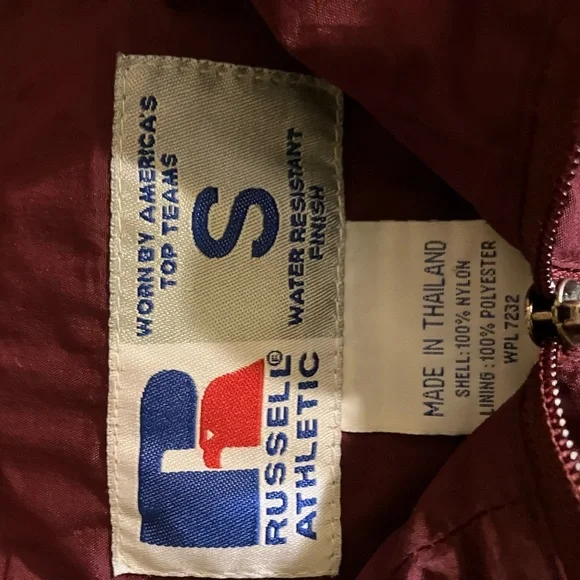 RUSSELL®
ATHLETIC
WORN BY AMERICA'S
TOP TEAMS
S
WATER RESISTANT
FINISH
MADE IN THAILAND
SHELL:100% NYLON
LINING:100% POLYESTER
WPL 7232